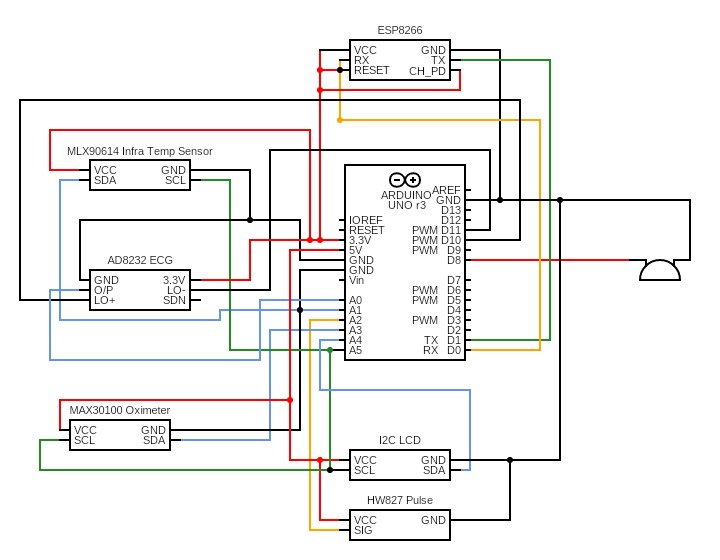 ESP8266
VCC GND
RX TX
RESET CH_PD
MLX90614 Infra Temp Sensor
VCC GND
SDA SCL
ARDUINO
UNO r3
AREF
GND
D13
IOREF D12
RESET PWM D11
3.3V PWM D10
5V PWM D9
GND D8
GND
Vin D7
PWM D6
A0 PWM D5
A1 D4
A2 PWM D3
A3 D2
A4 TX D1
A5 RX D0
AD8232 ECG
GND 3.3V
O/P LO-
LO+ SDN
MAX30100 Oximeter
VCC GND
SCL SDA
I2C LCD
VCC GND
SCL SDA
HW827 Pulse
VCC GND
SIG